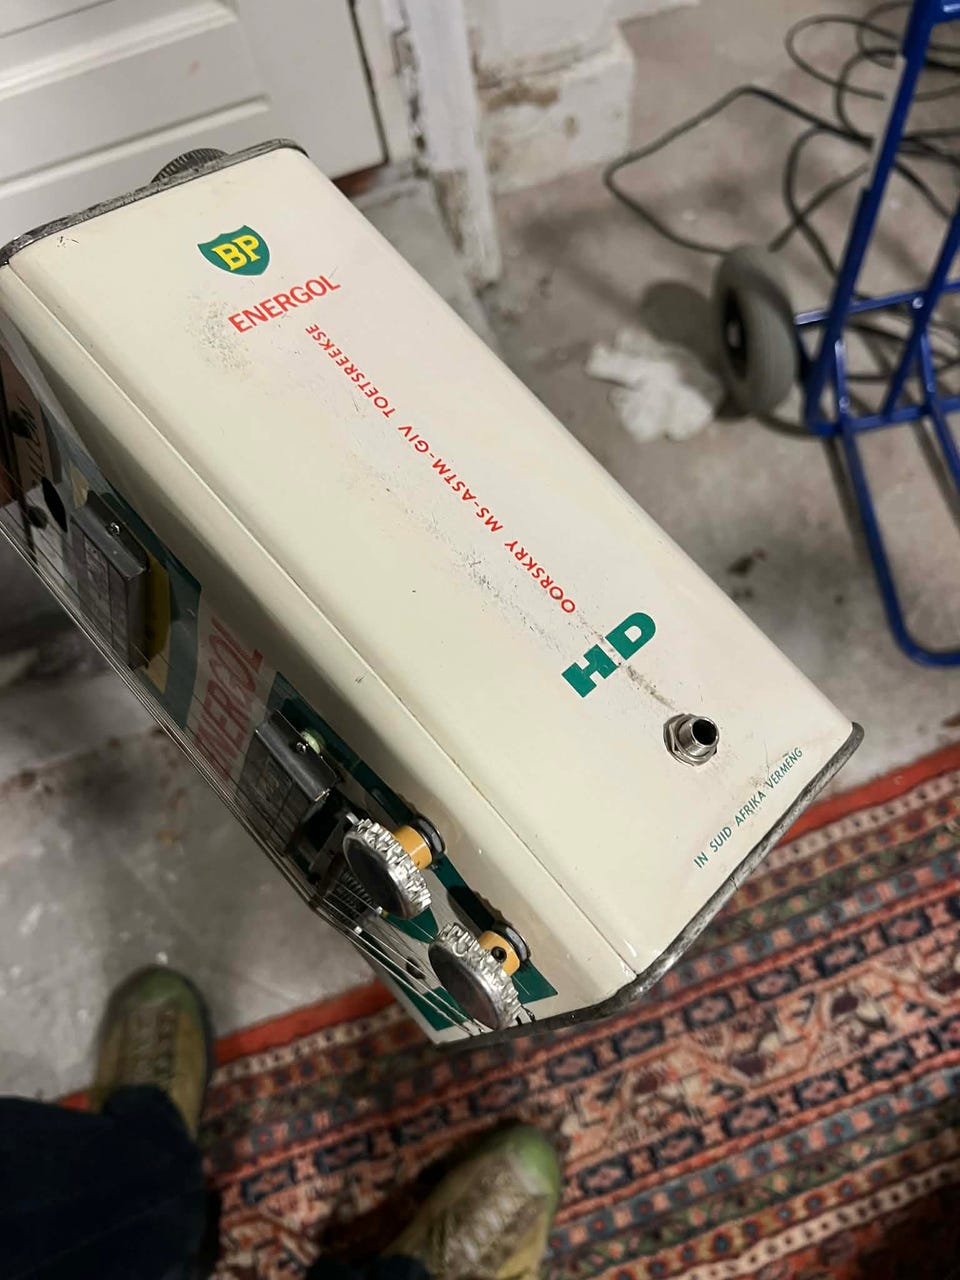 BP
ENERGOL
OORSKRY MS-ASTM-GIV TOETSREEKSE
HD
IN SUID AFRIKA VERMENG
ENERGOL